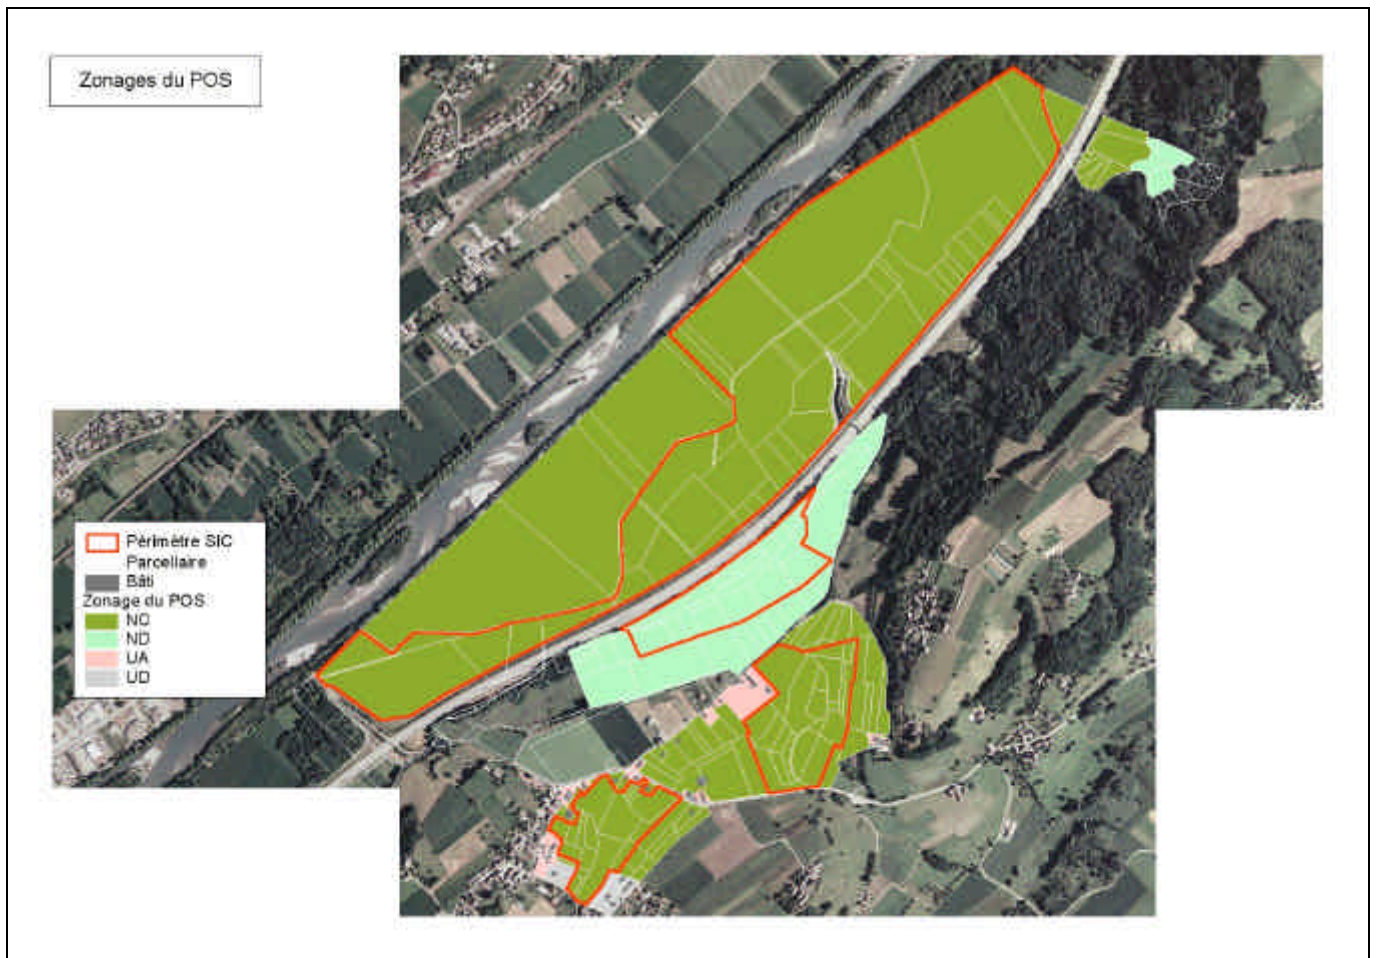 Zonages du POS
Périmètre SIC
Parcellaire
Bâti
Zonage du POS
NC
ND
UA
UD